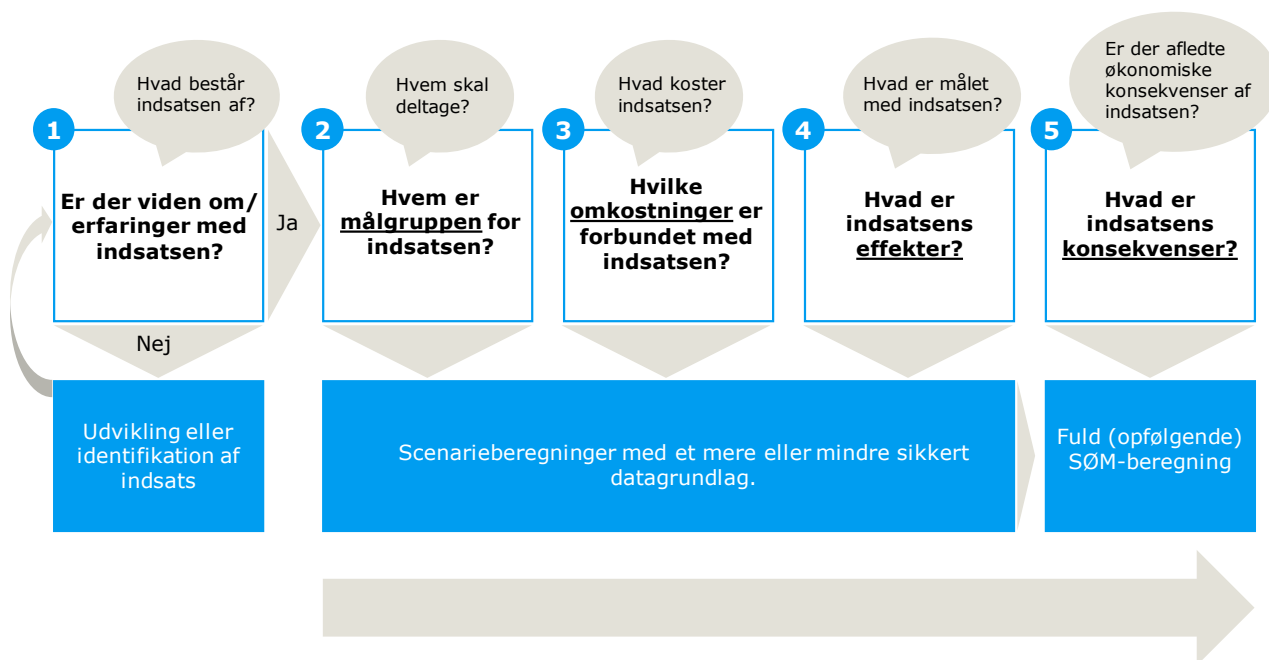 Hvad består
indsatsen af?
Hvem skal
deltage?
Hvad koster
indsatsen?
Hvad er målet
med indsatsen?
Er der afledte
økonomiske
konsekvenser af
indsatsen?
1
Er der viden om/
erfaringer med
indsatsen?
Ja
2
Hvem er
målgruppen for
indsatsen?
3
Hvilke
omkostninger er
forbundet med
indsatsen?
4
Hvad er
indsatsens
effekter?
5
Hvad er
indsatsens
konsekvenser?
Nej
Udvikling eller
identifikation af
indsats
Scenarieberegninger med et mere eller mindre sikkert
datagrundlag.
Fuld (opfølgende)
SØM-beregning